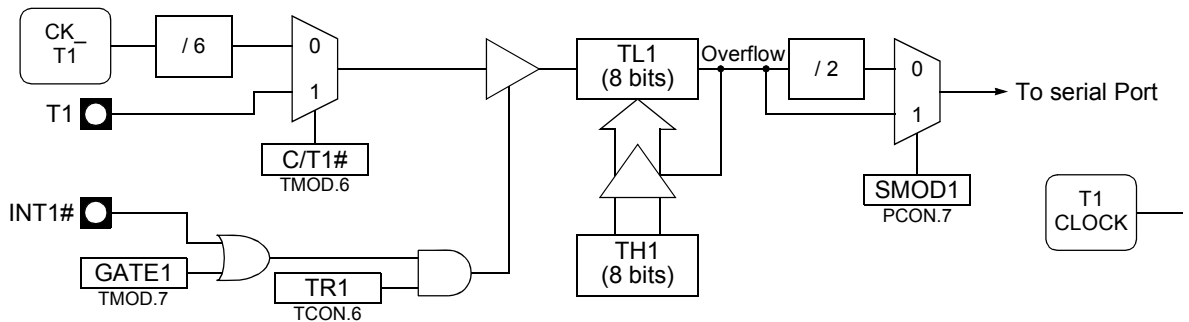 CK_
T1
/ 6
0
1
T1
C/T1#
TMOD.6
INT1#
GATE1
TMOD.7
TR1
TCON.6
TL1
(8 bits)
Overflow
/ 2
0
1
To serial Port
TH1
(8 bits)
SMOD1
PCON.7
T1
CLOCK